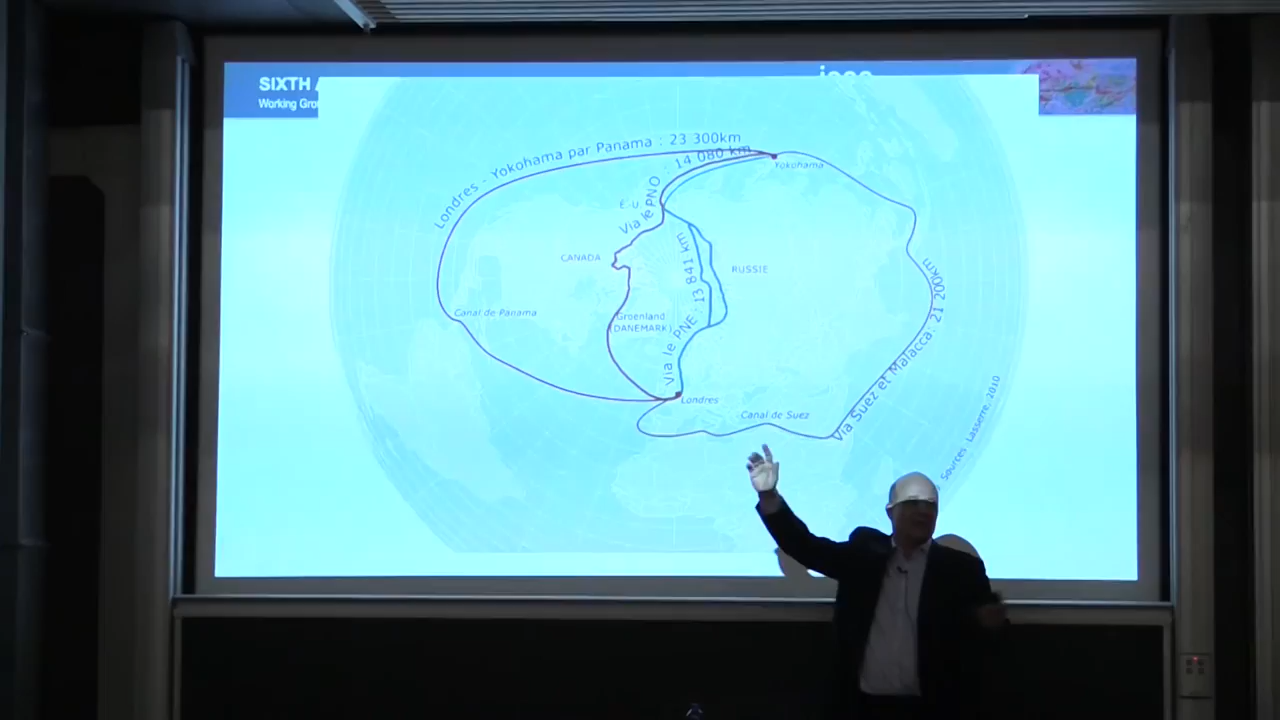 SIXTH
Working Gro
ipcc
Londres - Yokohama par Panama : 23 300km
Via le PNO : 14 080 km
Yokohama
E.-U.
CANADA
RUSSIE
Via le PNE : 13 841 km
Canal de Panama
Groenland
(DANEMARK)
Londres
Canal de Suez
Via Suez et Malacca: 21 200km
Sources Lasserre, 2010